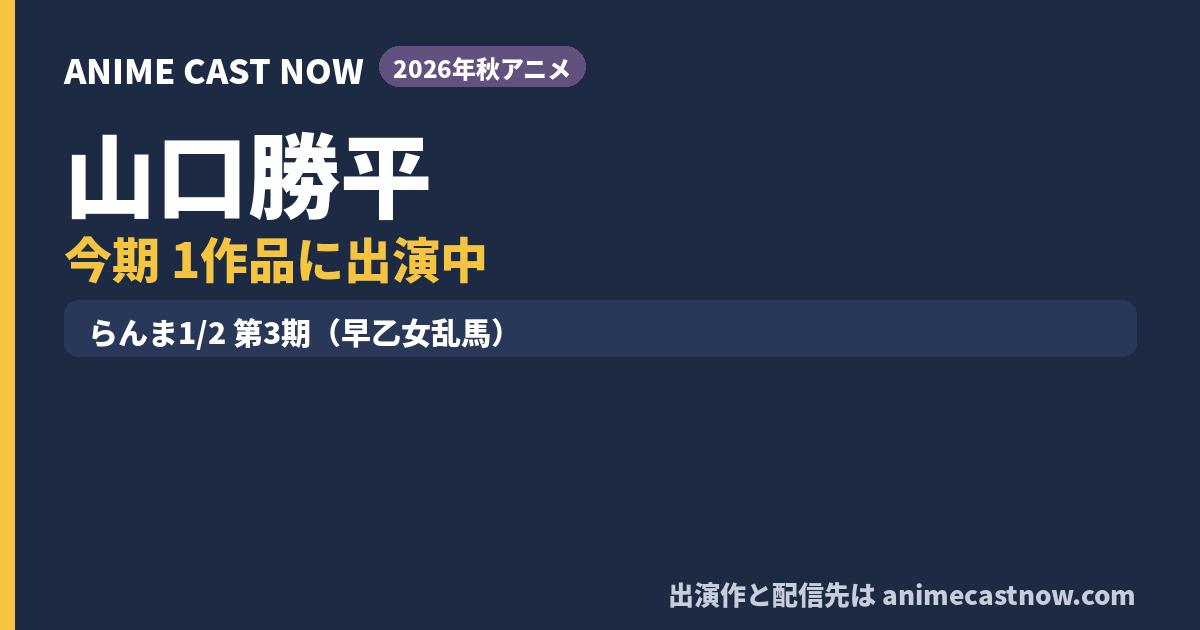 ANIME CAST NOW 2026年秋アニメ
山口勝平
今期 1作品に出演中
らんま1/2 第3期（早乙女乱馬）
出演作と配信先は animecastnow.com